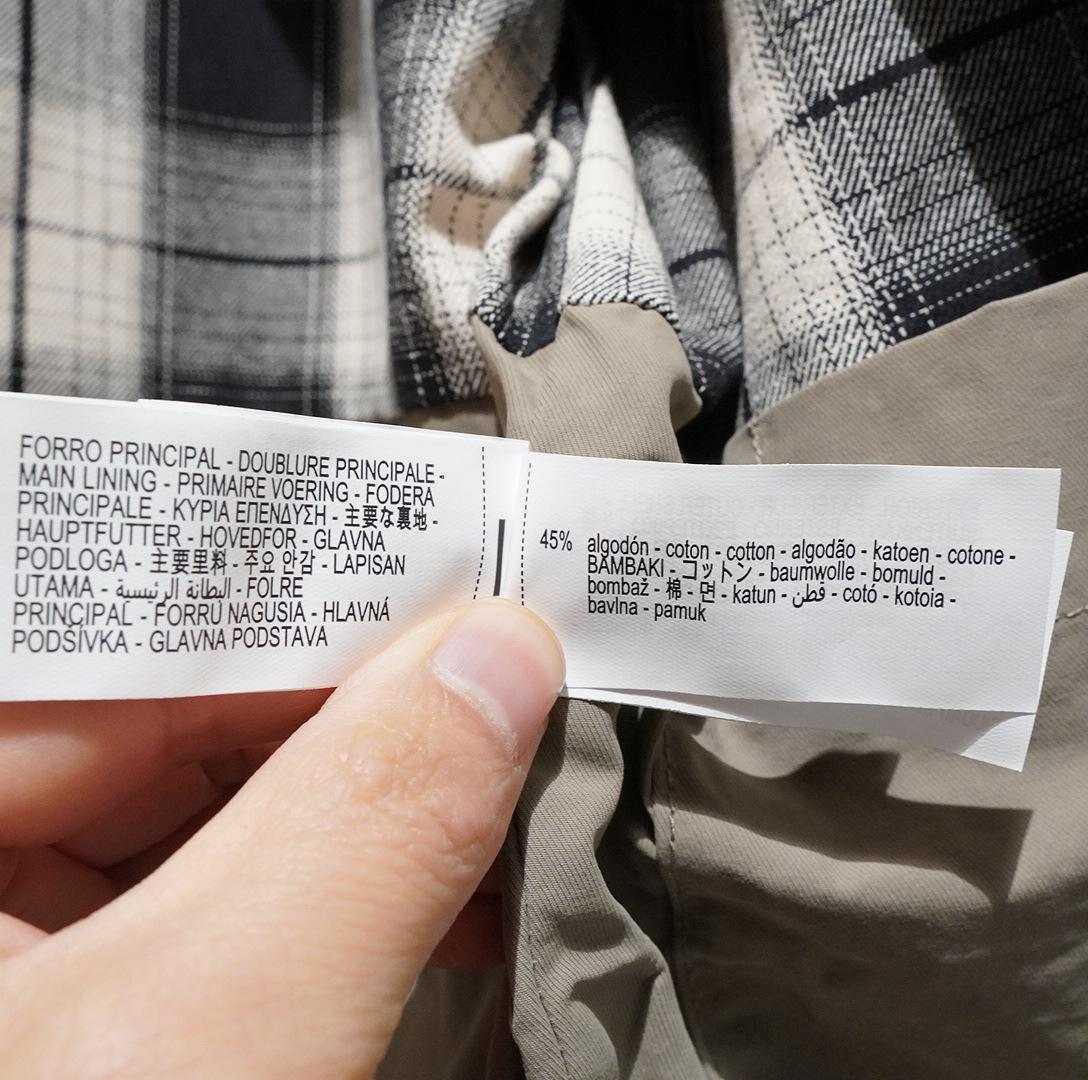 FORRO PRINCIPAL - DOUBLURE PRINCIPALE -
MAIN LINING - PRIMAIRE VOERING - FODERA
PRINCIPALE - ΚΥΡΙΑ ΕΠΕΝΔΥΣΗ - 主要な裏地 -
HAUPTFUTTER - HOVEDFOR - GLAVNA
PODLOGA - 主要里料 - 주요 안감 - LAPISAN
UTAMA - البطانة الرئيسية - FOLRE
PRINCIPAL - FORRU NAGUSIA - HLAVNÁ
PODŠÍVKA - GLAVNA PODSTAVA
45% algodón - coton - cotton - algodão - katoen - cotone -
ΒΑΜΒΑΚΙ - コットン - baumwolle - bomuld -
bombaž - 棉 - 면 - katun - قطن - cotó - kotoia -
bavlna - pamuk